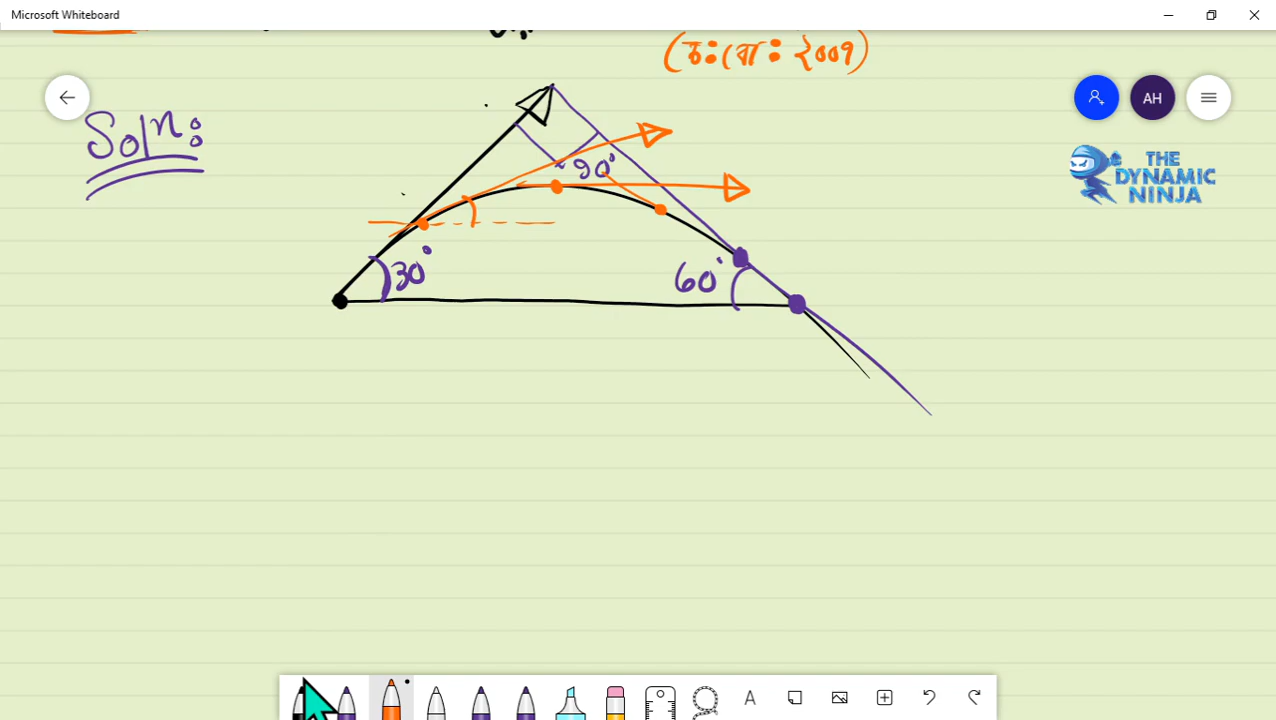 Microsoft Whiteboard
(চঃবোঃ ২০০৭)
AH
Solⁿ:
THE
DYNAMIC
NINJA
90°
30°
60°
A